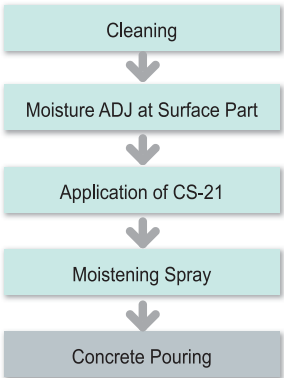 Cleaning
Moisture ADJ at Surface Part
Application of CS-21
Moistening Spray
Concrete Pouring